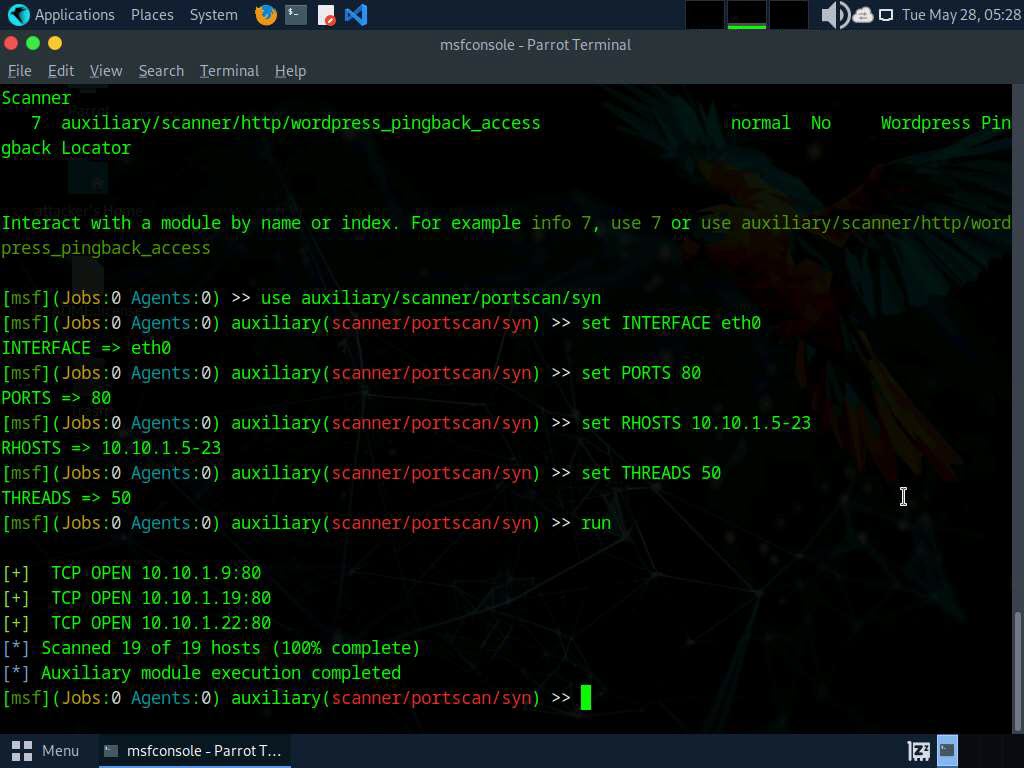 Applications Places System Tue May 28, 05:28
msfconsole - Parrot Terminal
File Edit View Search Terminal Help
Scanner
7 auxiliary/scanner/http/wordpress_pingback_access normal No Wordpress Pin
gback Locator
attacker's Home
Interact with a module by name or index. For example info 7, use 7 or use auxiliary/scanner/http/word
press_pingback_access
[msf](Jobs:0 Agents:0) >> use auxiliary/scanner/portscan/syn
[msf](Jobs:0 Agents:0) auxiliary(scanner/portscan/syn) >> set INTERFACE eth0
INTERFACE => eth0
[msf](Jobs:0 Agents:0) auxiliary(scanner/portscan/syn) >> set PORTS 80
PORTS => 80
[msf](Jobs:0 Agents:0) auxiliary(scanner/portscan/syn) >> set RHOSTS 10.10.1.5-23
RHOSTS => 10.10.1.5-23
[msf](Jobs:0 Agents:0) auxiliary(scanner/portscan/syn) >> set THREADS 50
THREADS => 50
[msf](Jobs:0 Agents:0) auxiliary(scanner/portscan/syn) >> run
[+] TCP OPEN 10.10.1.9:80
[+] TCP OPEN 10.10.1.19:80
[+] TCP OPEN 10.10.1.22:80
[*] Scanned 19 of 19 hosts (100% complete)
[*] Auxiliary module execution completed
[msf](Jobs:0 Agents:0) auxiliary(scanner/portscan/syn) >>
Menu msfconsole - Parrot T...